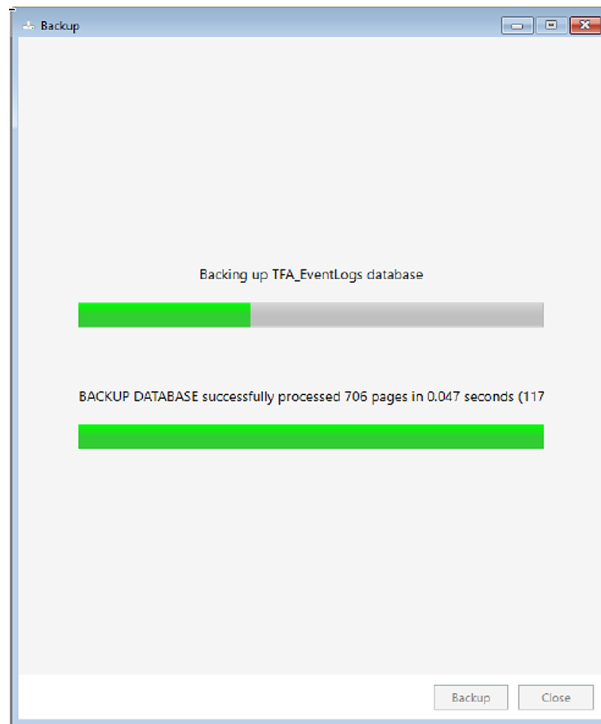 Backup
Backing up TFA_EventLogs database
BACKUP DATABASE successfully processed 706 pages in 0.047 seconds (117
Backup
Close